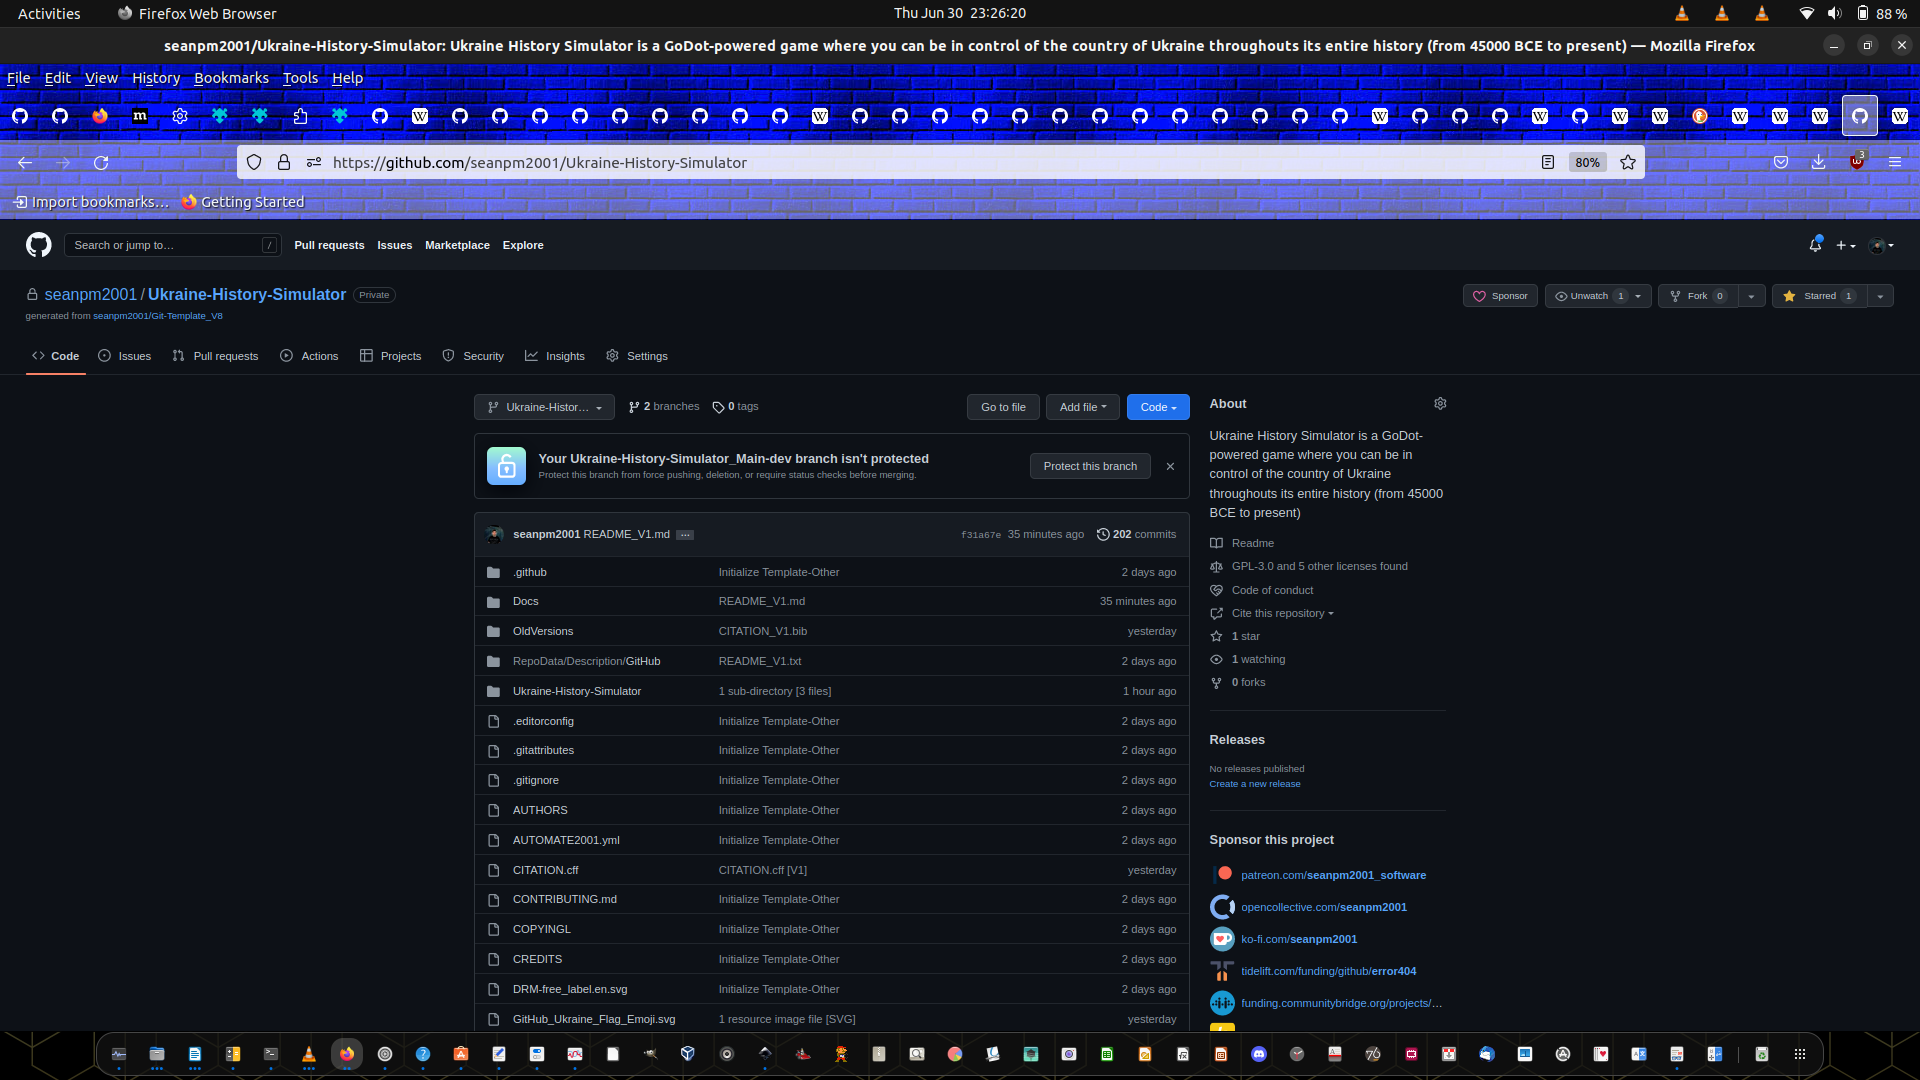 Activities
Firefox Web Browser
Thu Jun 30 23:26:20
88 %
seanpm2001/Ukraine-History-Simulator: Ukraine History Simulator is a GoDot-powered game where you can be in control of the country of Ukraine throughouts its entire history (from 45000 BCE to present) — Mozilla Firefox
File Edit View History Bookmarks Tools Help
https://github.com/seanpm2001/Ukraine-History-Simulator
80%
3
Import bookmarks…
Getting Started
Search or jump to…
/
Pull requests
Issues
Marketplace
Explore
seanpm2001 / Ukraine-History-Simulator
Private
generated from seanpm2001/Git-Template_V8
Sponsor
Unwatch 1
Fork 0
Starred 1
Code
Issues
Pull requests
Actions
Projects
Security
Insights
Settings
Ukraine-Histor…
2 branches
0 tags
Go to file
Add file
Code
Your Ukraine-History-Simulator_Main-dev branch isn't protected
Protect this branch from force pushing, deletion, or require status checks before merging.
Protect this branch
seanpm2001 README_V1.md …
f31a67e 35 minutes ago
202 commits
.github Initialize Template-Other 2 days ago
Docs README_V1.md 35 minutes ago
OldVersions CITATION_V1.bib yesterday
RepoData/Description/GitHub README_V1.txt 2 days ago
Ukraine-History-Simulator 1 sub-directory [3 files] 1 hour ago
.editorconfig Initialize Template-Other 2 days ago
.gitattributes Initialize Template-Other 2 days ago
.gitignore Initialize Template-Other 2 days ago
AUTHORS Initialize Template-Other 2 days ago
AUTOMATE2001.yml Initialize Template-Other 2 days ago
CITATION.cff CITATION.cff [V1] yesterday
CONTRIBUTING.md Initialize Template-Other 2 days ago
COPYINGL Initialize Template-Other 2 days ago
CREDITS Initialize Template-Other 2 days ago
DRM-free_label.en.svg Initialize Template-Other 2 days ago
GitHub_Ukraine_Flag_Emoji.svg 1 resource image file [SVG] yesterday
About
Ukraine History Simulator is a GoDot-
powered game where you can be in
control of the country of Ukraine
throughouts its entire history (from 45000
BCE to present)
Readme
GPL-3.0 and 5 other licenses found
Code of conduct
Cite this repository
1 star
1 watching
0 forks
Releases
No releases published
Create a new release
Sponsor this project
patreon.com/seanpm2001_software
opencollective.com/seanpm2001
ko-fi.com/seanpm2001
tidelift.com/funding/github/error404
funding.communitybridge.org/projects/…